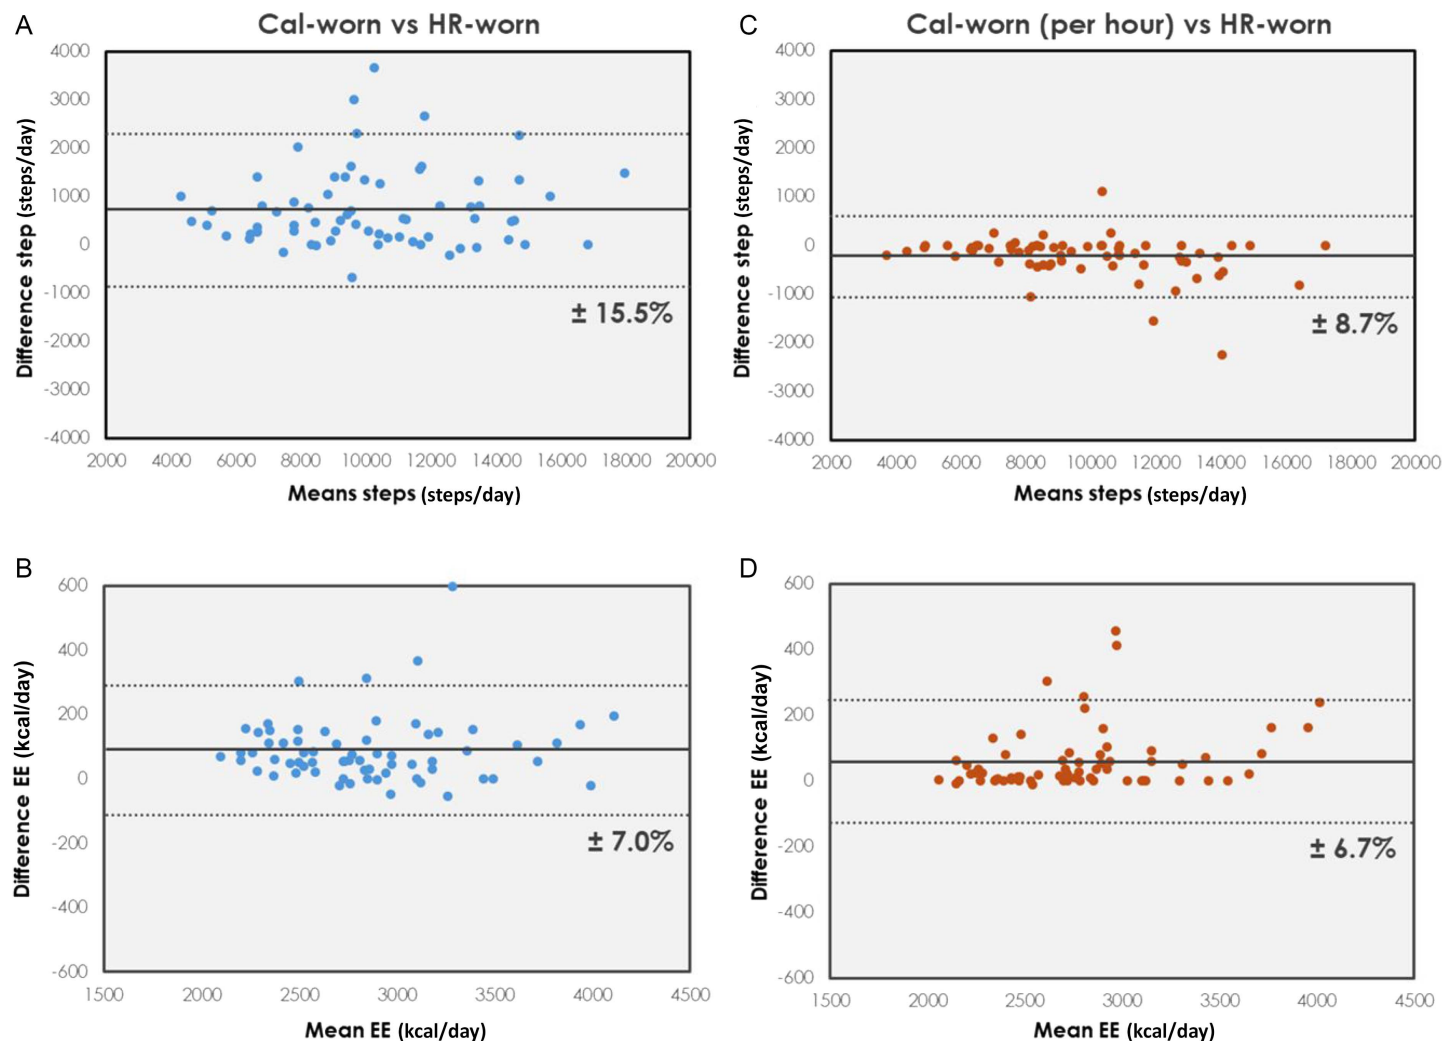 A
Cal-worn vs HR-worn
4000
3000
2000
1000
0
-1000
-2000
-3000
-4000
Difference step (steps/day)
± 15.5%
2000 4000 6000 8000 10000 12000 14000 16000 18000 20000
Means steps (steps/day)
C
Cal-worn (per hour) vs HR-worn
4000
3000
2000
1000
0
-1000
-2000
-3000
-4000
Difference step (steps/day)
± 8.7%
2000 4000 6000 8000 10000 12000 14000 16000 18000 20000
Means steps (steps/day)
B
600
400
200
0
-200
-400
-600
Difference EE (kcal/day)
± 7.0%
1500 2000 2500 3000 3500 4000 4500
Mean EE (kcal/day)
D
600
400
200
0
-200
-400
-600
Difference EE (kcal/day)
± 6.7%
1500 2000 2500 3000 3500 4000 4500
Mean EE (kcal/day)